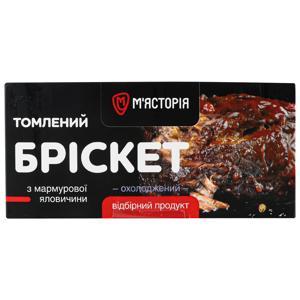 М'ЯСТОРІЯ
ТОМЛЕНИЙ
БРІСКЕТ
з мармурової
яловичини
– охолоджений –
відбірний продукт